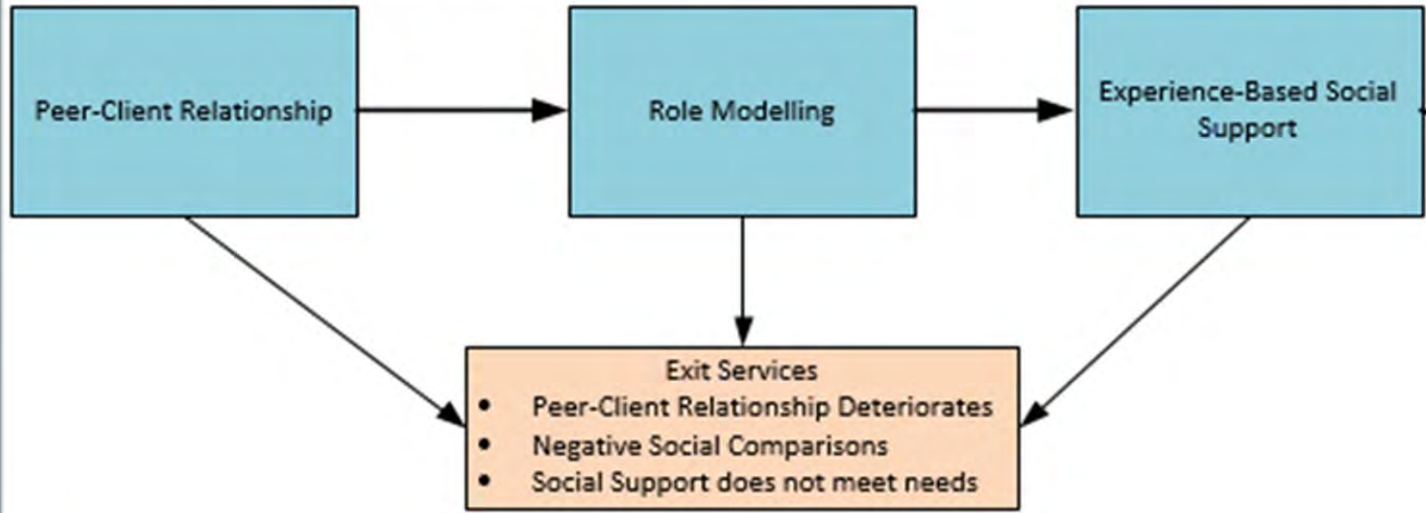 Peer-Client Relationship
Role Modelling
Experience-Based Social
Support
Exit Services
• Peer-Client Relationship Deteriorates
• Negative Social Comparisons
• Social Support does not meet needs